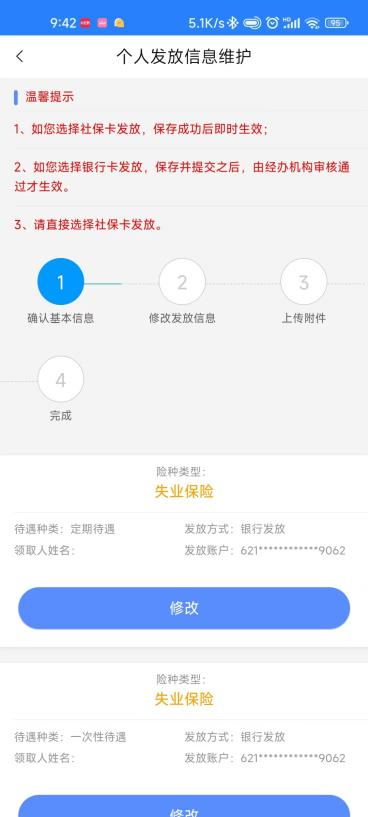 9:42 5.1K/s HD 95
个人发放信息维护
温馨提示
1、如您选择社保卡发放，保存成功后即时生效；
2、如您选择银行卡发放，保存并提交之后，由经办机构审核通
过才生效。
3、请直接选择社保卡发放。
1 2 3
确认基本信息 修改发放信息 上传附件
4
完成
险种类型：
失业保险
待遇种类：定期待遇 发放方式：银行发放
领取人姓名： 发放账户：621************9062
修改
险种类型：
失业保险
待遇种类：一次性待遇 发放方式：银行发放
领取人姓名： 发放账户：621************9062
修改